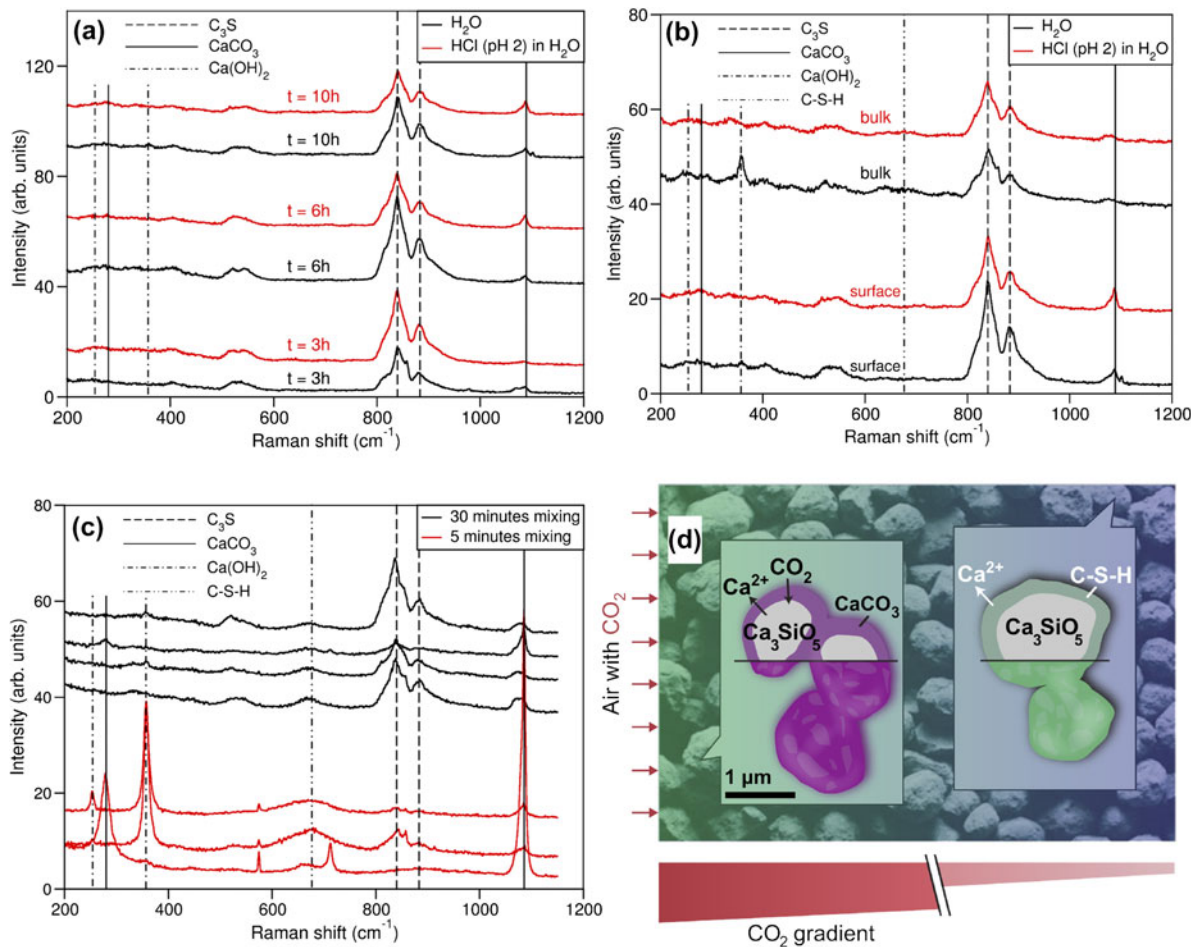 (a)
C₃S
CaCO₃
Ca(OH)₂
H₂O
HCl (pH 2) in H₂O
120
80
40
0
Intensity (arb. units)
t = 10h
t = 10h
t = 6h
t = 6h
t = 3h
t = 3h
200 400 600 800 1000 1200
Raman shift (cm⁻¹)
(b)
C₃S
CaCO₃
Ca(OH)₂
C-S-H
H₂O
HCl (pH 2) in H₂O
80
60
40
20
0
Intensity (arb. units)
bulk
bulk
surface
surface
200 400 600 800 1000 1200
Raman shift (cm⁻¹)
(c)
C₃S
CaCO₃
Ca(OH)₂
C-S-H
30 minutes mixing
5 minutes mixing
80
60
40
20
0
Intensity (arb. units)
200 400 600 800 1000 1200
Raman shift (cm⁻¹)
(d)
Air with CO₂
Ca²⁺
CO₂
CaCO₃
Ca₃SiO₅
1 µm
Ca²⁺
C-S-H
Ca₃SiO₅
CO₂ gradient